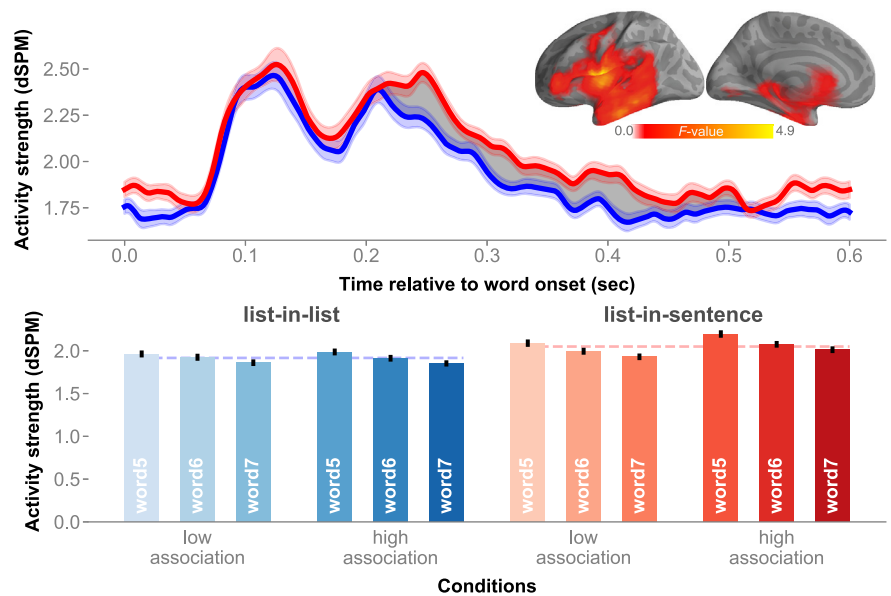 Activity strength (dSPM)
2.50
2.25
2.00
1.75
0.0
F-value
4.9
0.0
0.1
0.2
0.3
0.4
0.5
0.6
Time relative to word onset (sec)
list-in-list
list-in-sentence
Activity strength (dSPM)
2.0
1.5
1.0
0.5
0.0
word5
word6
word7
word5
word6
word7
word5
word6
word7
word5
word6
word7
low
association
high
association
low
association
high
association
Conditions